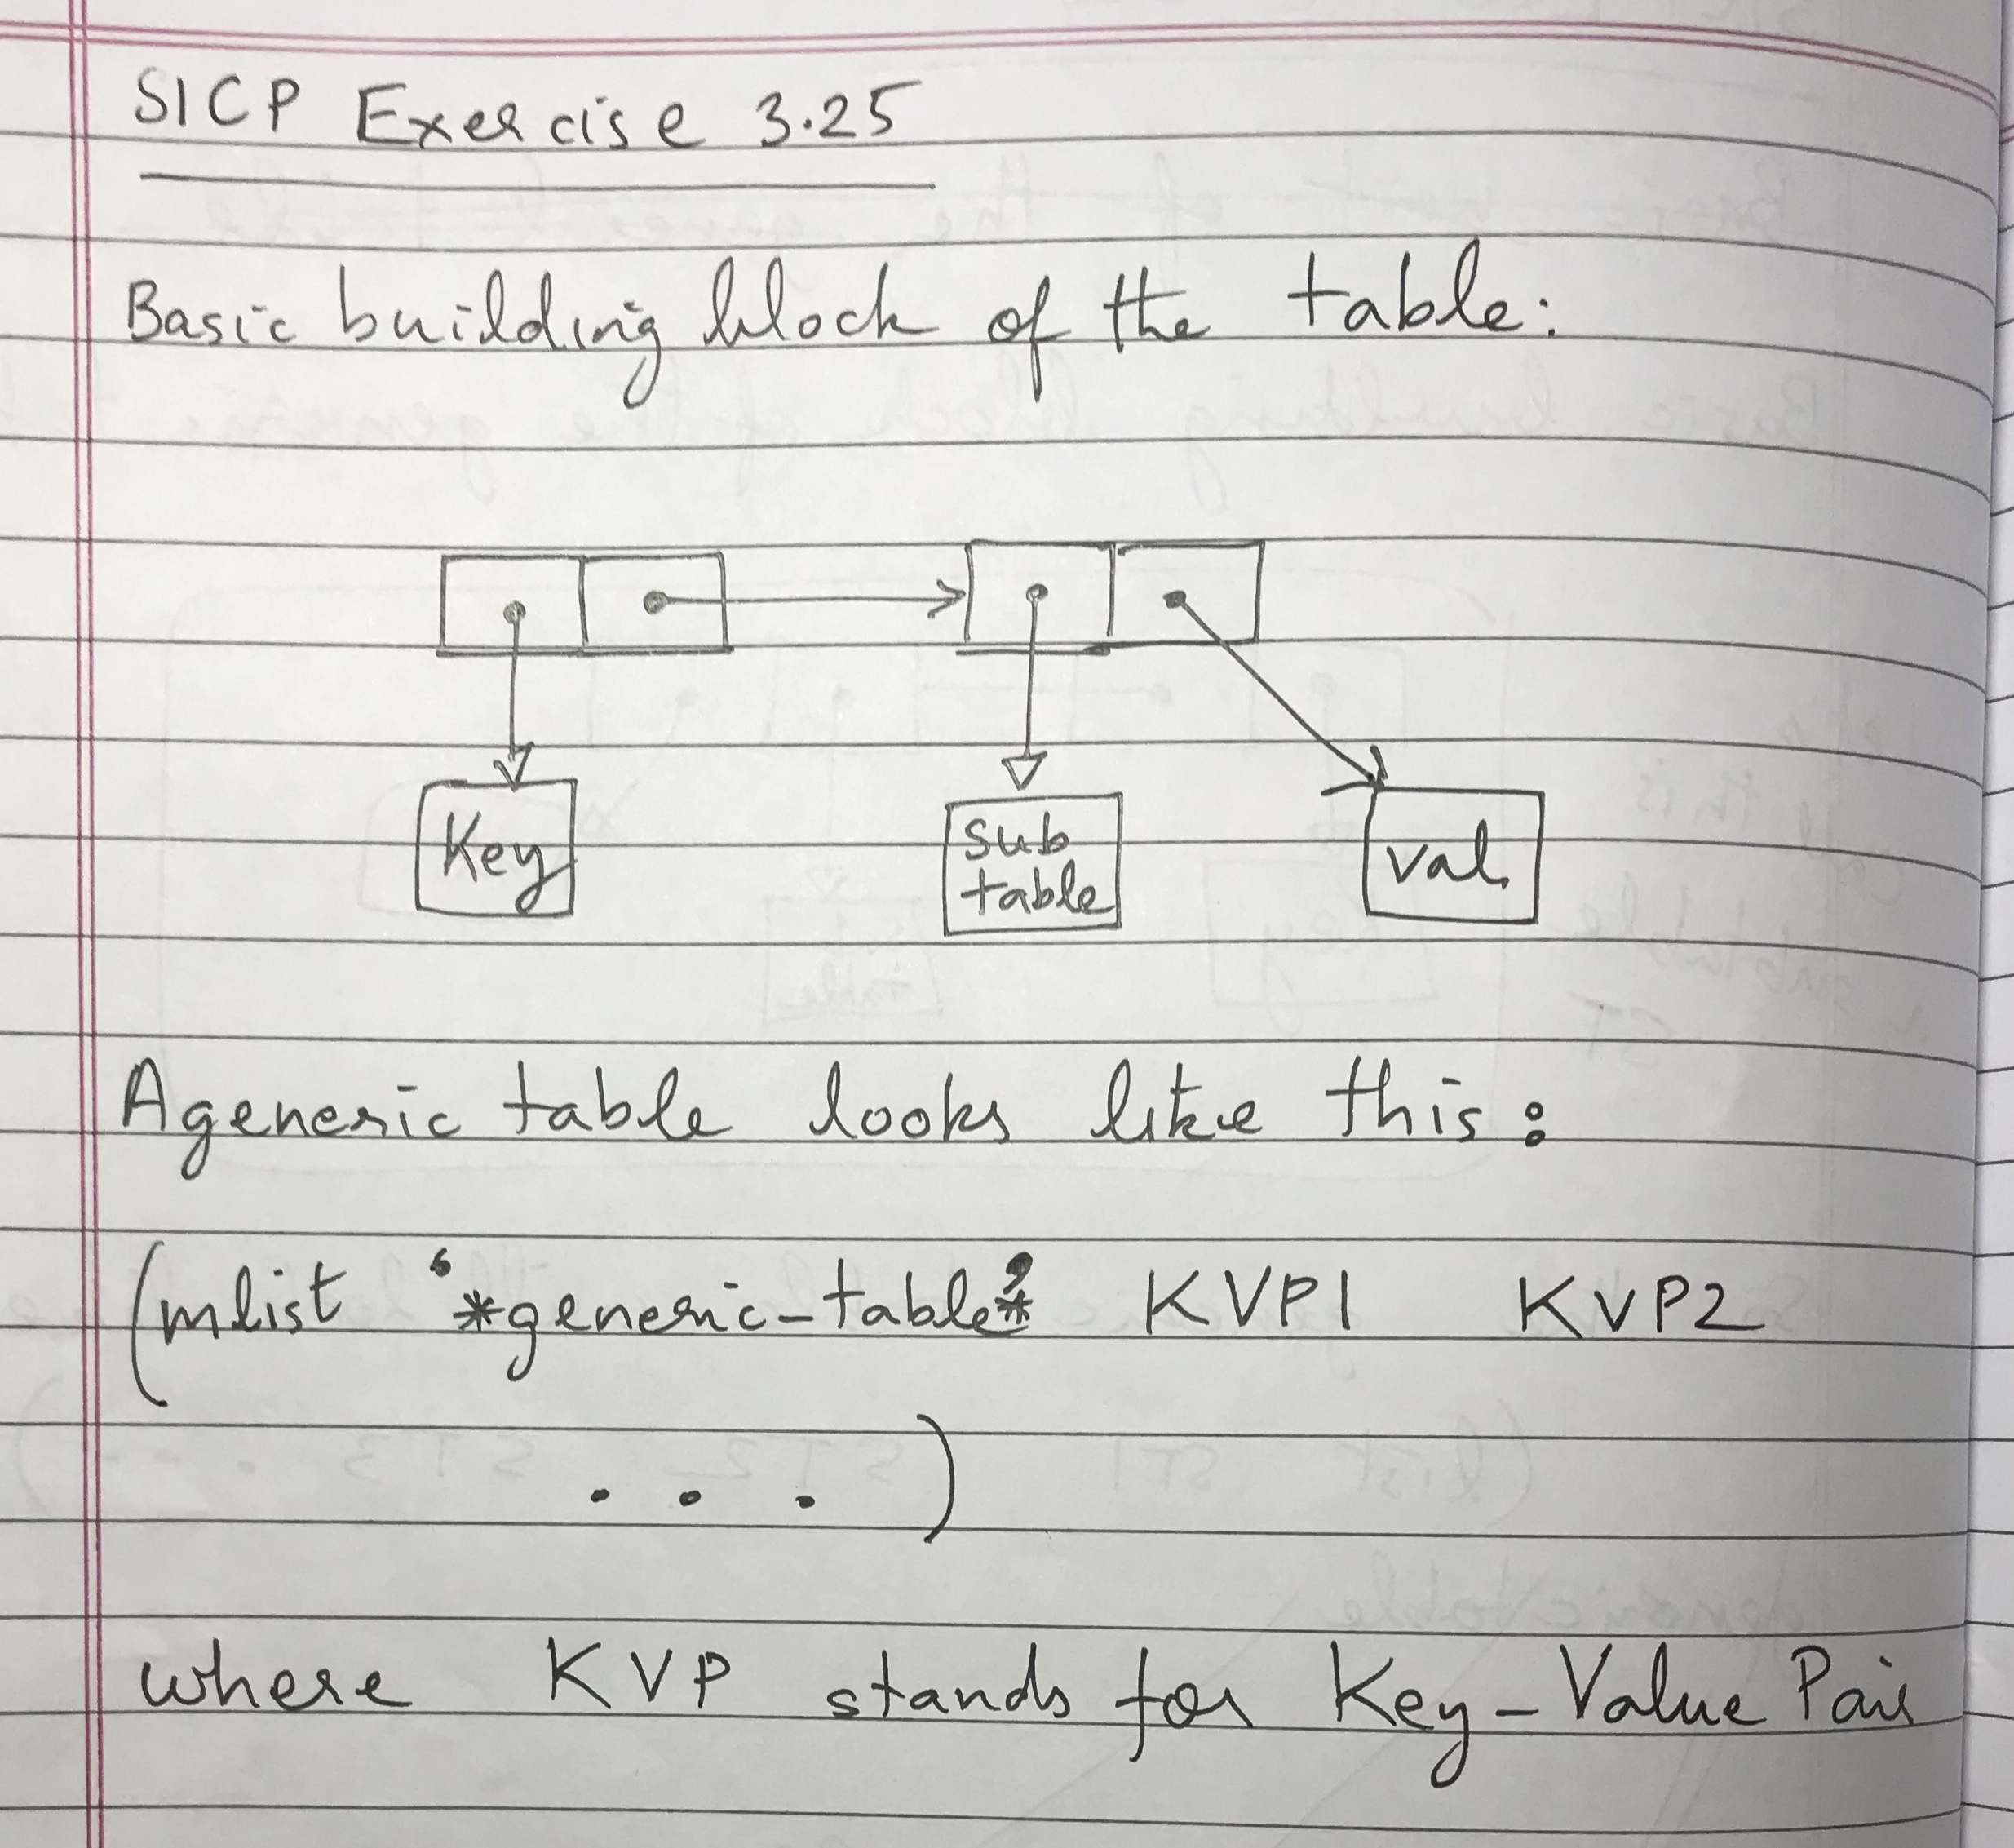 SICP Exercise 3.25
Basic building block of the table:
Key
sub
table
val
A generic table looks like this:
(mlist '*generic-table*' KVP1 KVP2
...)
where KVP stands for Key-Value Pair